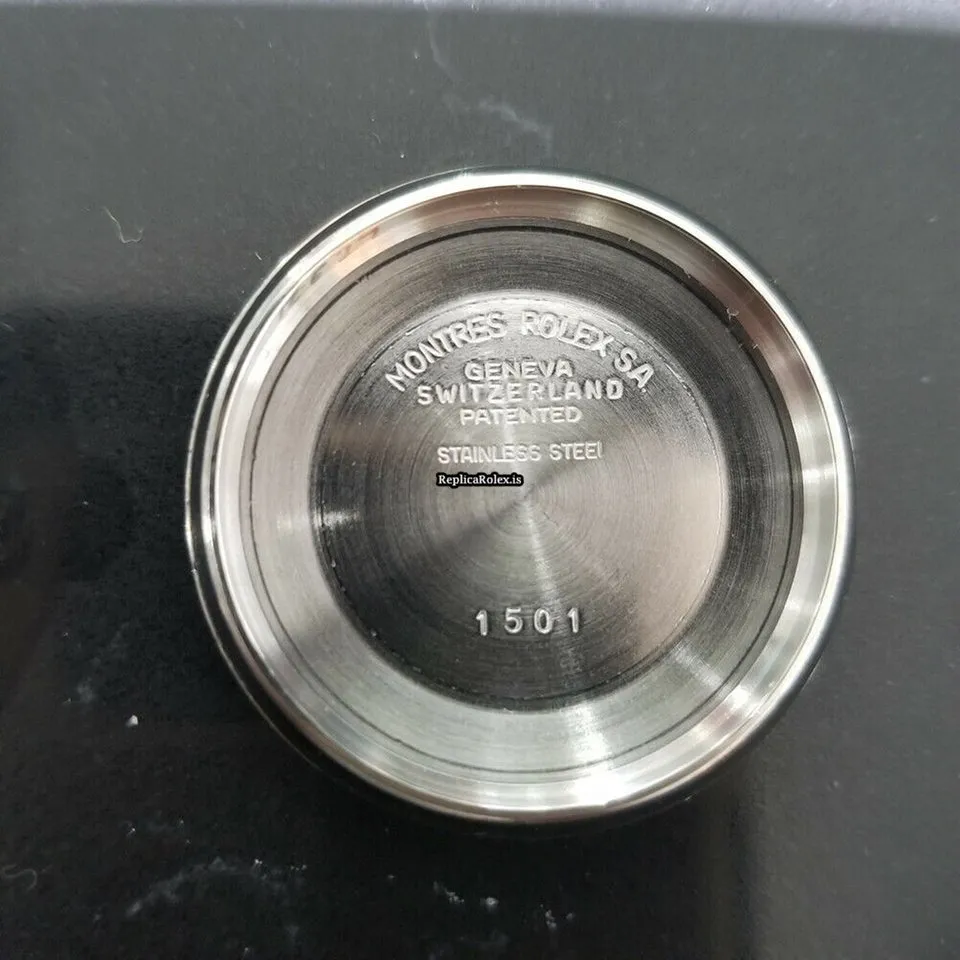 MONTRES ROLEX SA
GENEVA
SWITZERLAND
PATENTED
STAINLESS STEEL
ReplicaRolex.is
1501